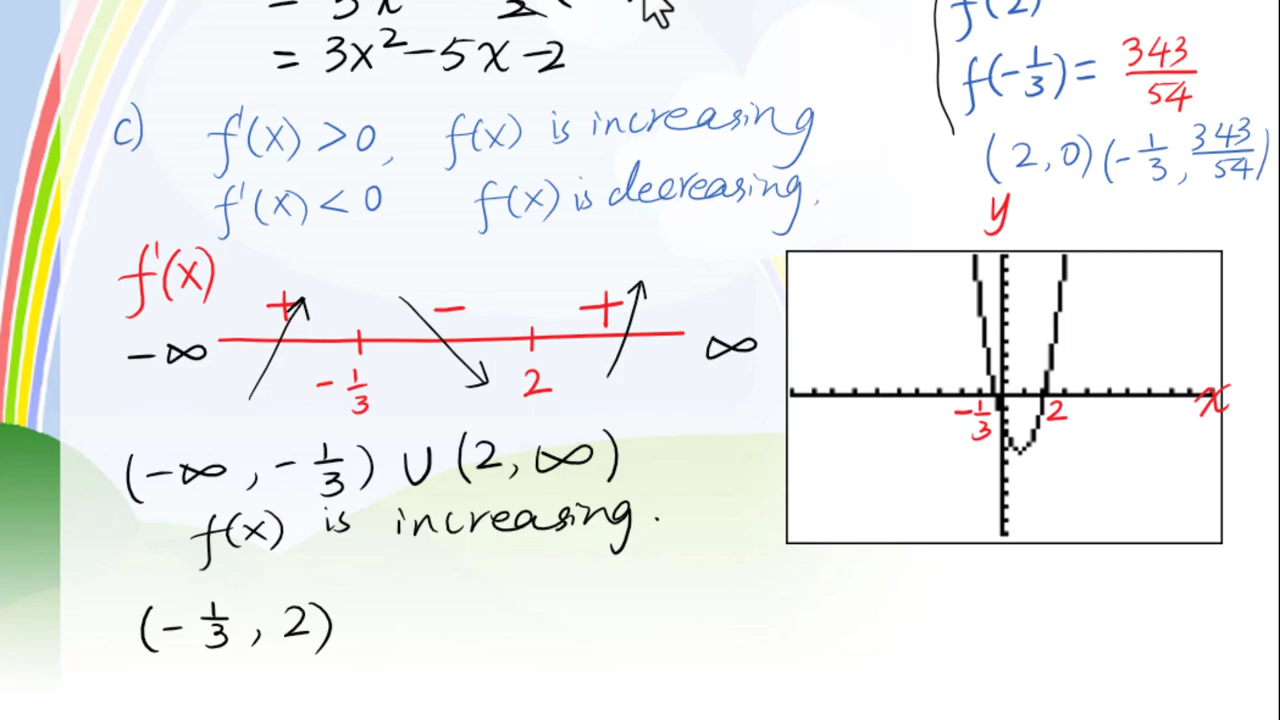 = 3x²-5x-2
c) f'(x) > 0, f(x) is increasing
f'(x) < 0 f(x) is decreasing.
f'(x)
+ - +
-∞ -1/3 2 ∞
(-∞, -1/3) ∪ (2, ∞)
f(x) is increasing.
(-1/3, 2)
f(2)
f(-1/3) = 343/54
(2, 0) (-1/3, 343/54)
y
x
-1/3 2